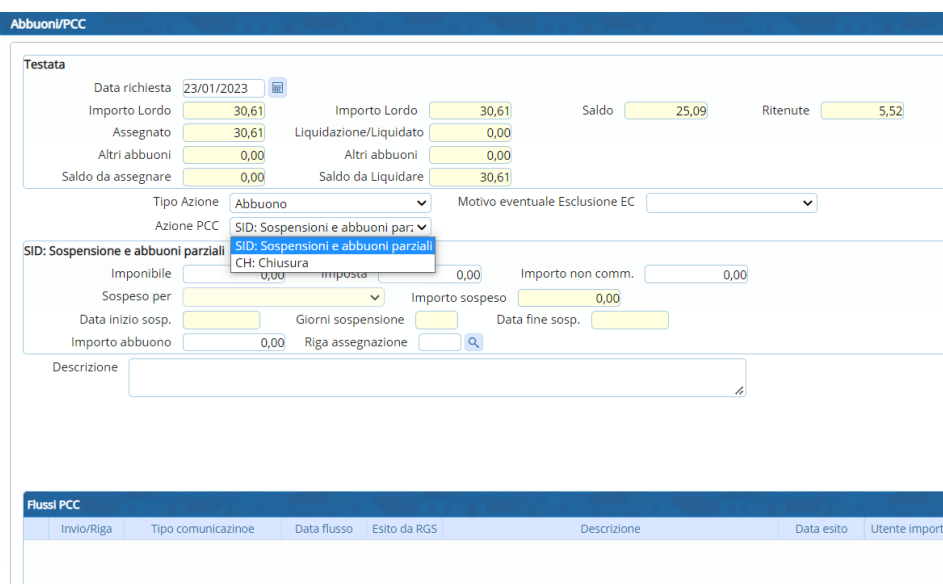 Abbuoni/PCC
Testata
Data richiesta 23/01/2023
Importo Lordo 30,61 Importo Lordo 30,61 Saldo 25,09 Ritenute 5,52
Assegnato 30,61 Liquidazione/Liquidato 0,00
Altri abbuoni 0,00 Altri abbuoni 0,00
Saldo da assegnare 0,00 Saldo da Liquidare 30,61
Tipo Azione Abbuono Motivo eventuale Esclusione EC
Azione PCC SID: Sospensioni e abbuoni parz
SID: Sospensioni e abbuoni parziali
SID: Sospensione e abbuoni parziali
CH: Chiusura
Imponibile 0,00 Imposta 0,00 Importo non comm. 0,00
Sospeso per Importo sospeso 0,00
Data inizio sosp. Giorni sospensione Data fine sosp.
Importo abbuono 0,00 Riga assegnazione
Descrizione
Flussi PCC
Invio/Riga Tipo comunicazinoe Data flusso Esito da RGS Descrizione Data esito Utente import